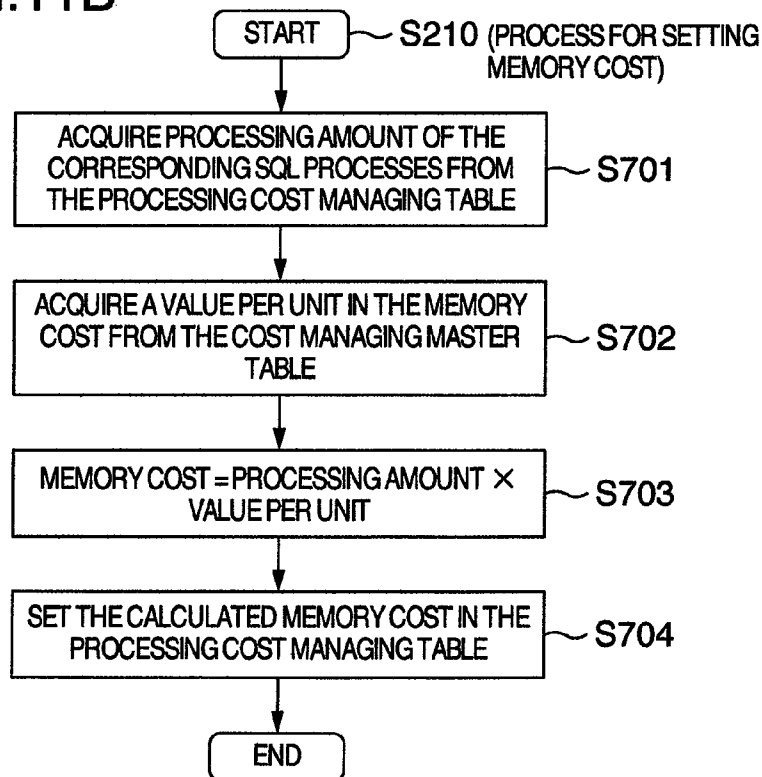 START
S210 (PROCESS FOR SETTING
MEMORY COST)
ACQUIRE PROCESSING AMOUNT OF THE
CORRESPONDING SQL PROCESSES FROM
THE PROCESSING COST MANAGING TABLE
S701
ACQUIRE A VALUE PER UNIT IN THE MEMORY
COST FROM THE COST MANAGING MASTER
TABLE
S702
MEMORY COST = PROCESSING AMOUNT ×
VALUE PER UNIT
S703
SET THE CALCULATED MEMORY COST IN THE
PROCESSING COST MANAGING TABLE
S704
END